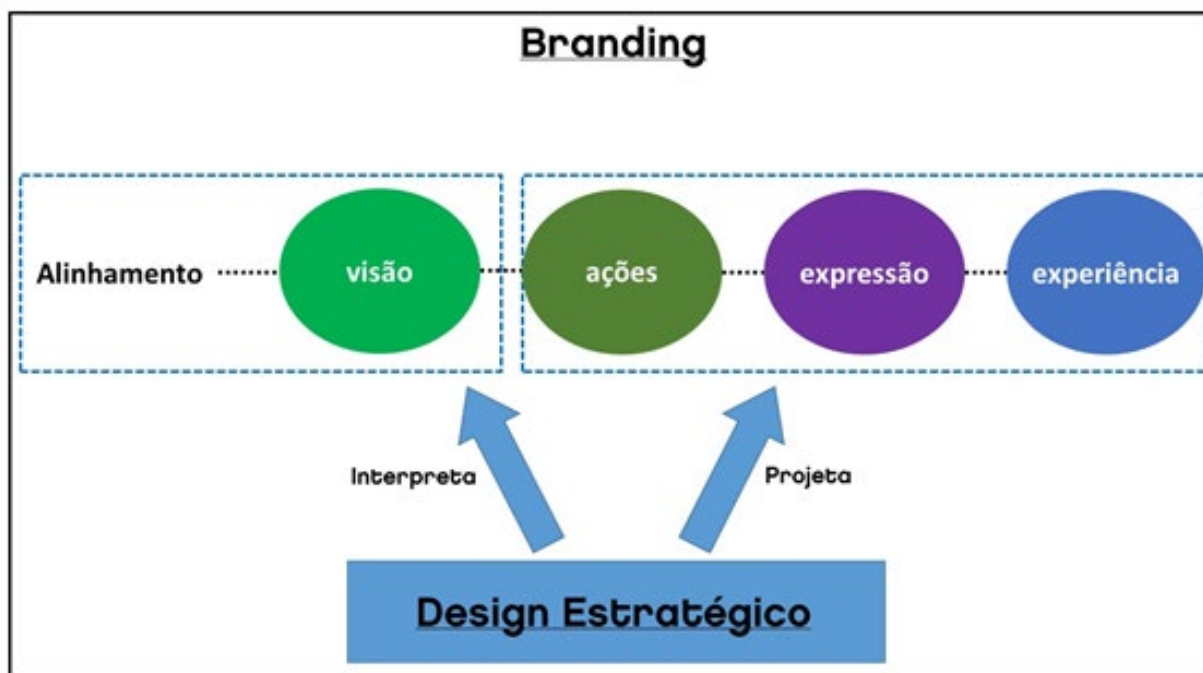 Branding
Alinhamento
visão
ações
expressão
experiência
Interpreta
Projeta
Design Estratégico